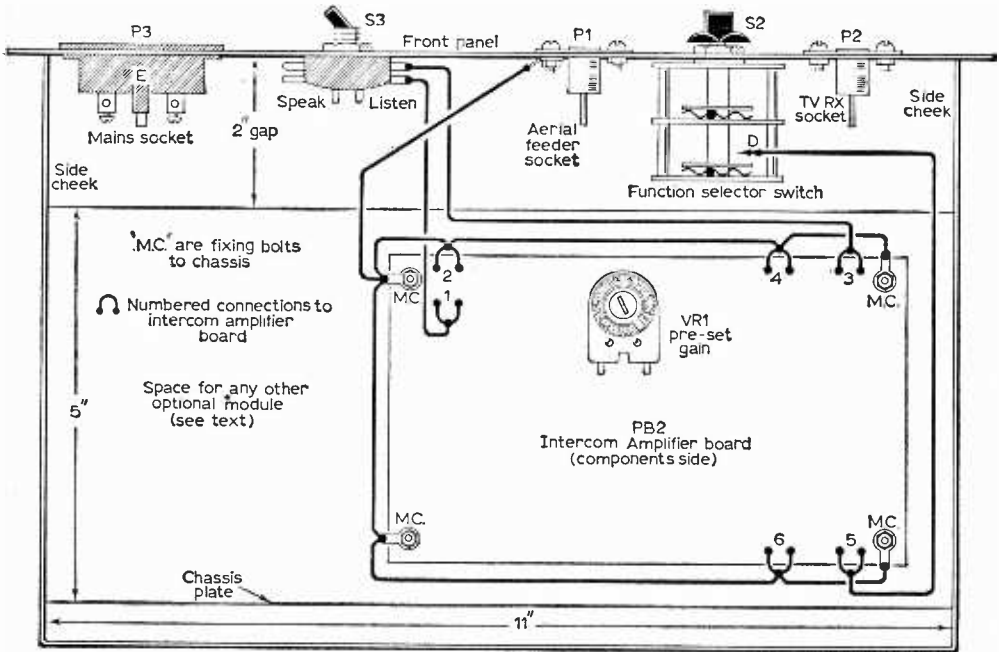 P3
S3
Front panel
P1
S2
P2
E
Mains socket
Speak
Listen
2" gap
Aerial
feeder
socket
D
Function selector switch
TV RX
socket
Side
cheek
Side
cheek
'M.C.' are fixing bolts
to chassis
Numbered connections to
intercom amplifier
board
Space for any other
optional module
(see text)
5"
M.C.
2
1
4
3
M.C.
VR1
pre-set
gain
PB2
Intercom Amplifier board
(components side)
M.C.
6
5
M.C.
Chassis
plate
11"